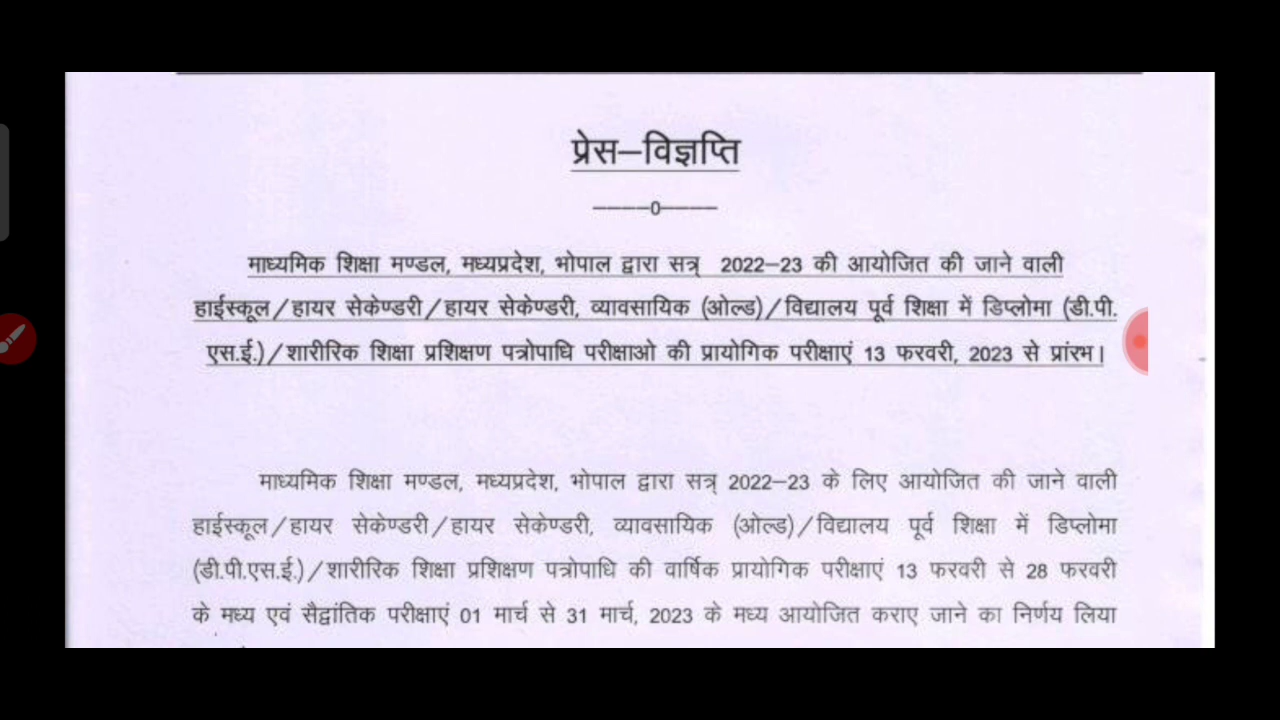 प्रेस–विज्ञप्ति
————0————
माध्यमिक शिक्षा मण्डल, मध्यप्रदेश, भोपाल द्वारा सत्र् 2022–23 की आयोजित की जाने वाली
हाईस्कूल/हायर सेकेण्डरी/हायर सेकेण्डरी, व्यावसायिक (ओल्ड)/विद्यालय पूर्व शिक्षा में डिप्लोमा (डी.पी.
एस.ई.)/शारीरिक शिक्षा प्रशिक्षण पत्रोपाधि परीक्षाओ की प्रायोगिक परीक्षाएं 13 फरवरी, 2023 से प्रांरभ।
माध्यमिक शिक्षा मण्डल, मध्यप्रदेश, भोपाल द्वारा सत्र् 2022–23 के लिए आयोजित की जाने वाली
हाईस्कूल/हायर सेकेण्डरी/हायर सेकेण्डरी, व्यावसायिक (ओल्ड)/विद्यालय पूर्व शिक्षा में डिप्लोमा
(डी.पी.एस.ई.)/शारीरिक शिक्षा प्रशिक्षण पत्रोपाधि की वार्षिक प्रायोगिक परीक्षाएं 13 फरवरी से 28 फरवरी
के मध्य एवं सैद्वांतिक परीक्षाएं 01 मार्च से 31 मार्च, 2023 के मध्य आयोजित कराए जाने का निर्णय लिया